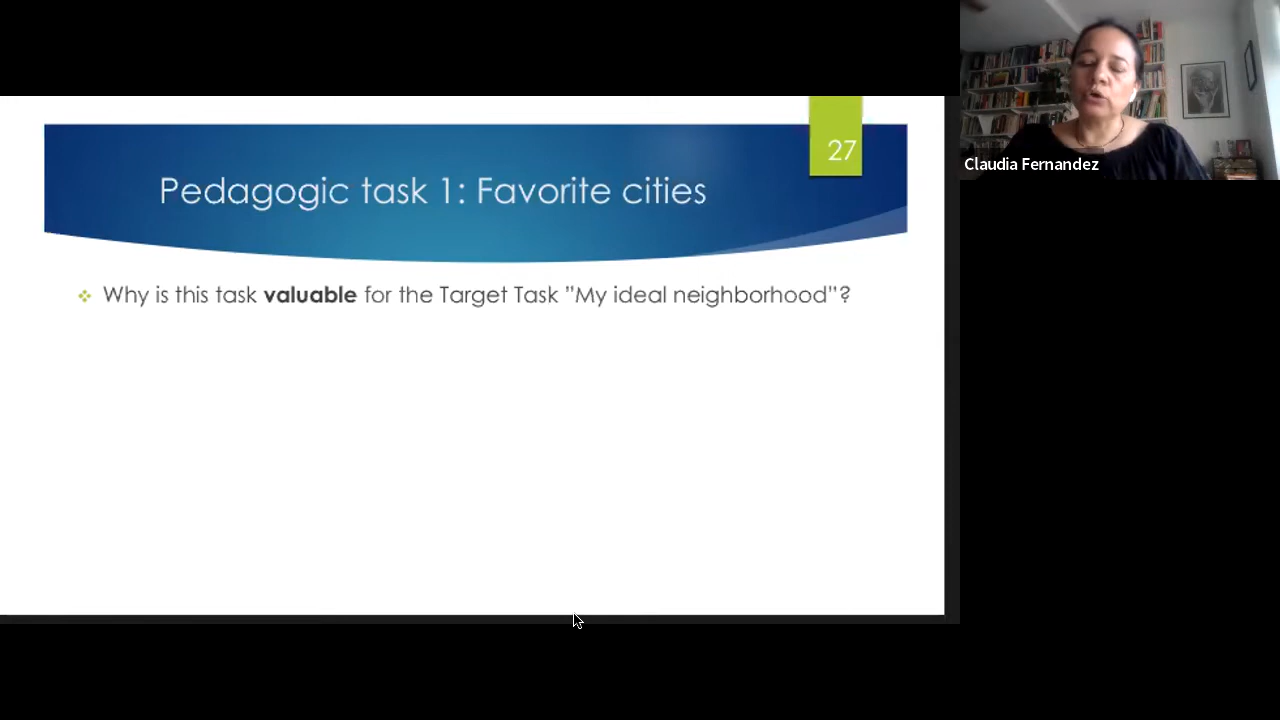 27
Pedagogic task 1: Favorite cities
Why is this task valuable for the Target Task ”My ideal neighborhood”?
Claudia Fernandez